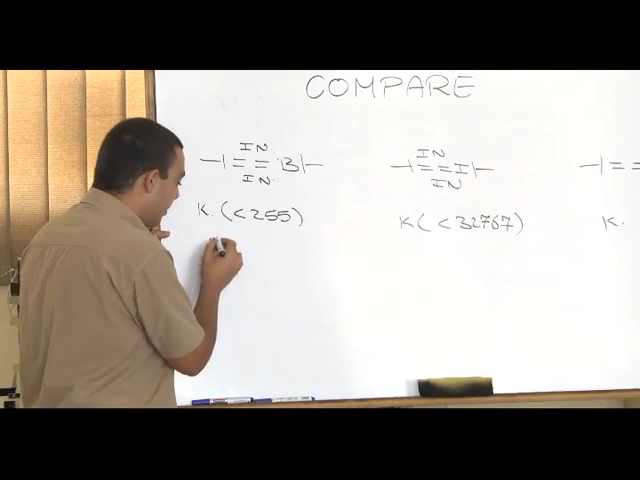 COMPARE
IN IN
-| == B |- -| == I |- -| ==
IN IN
K. (<255) K (<32767) K.